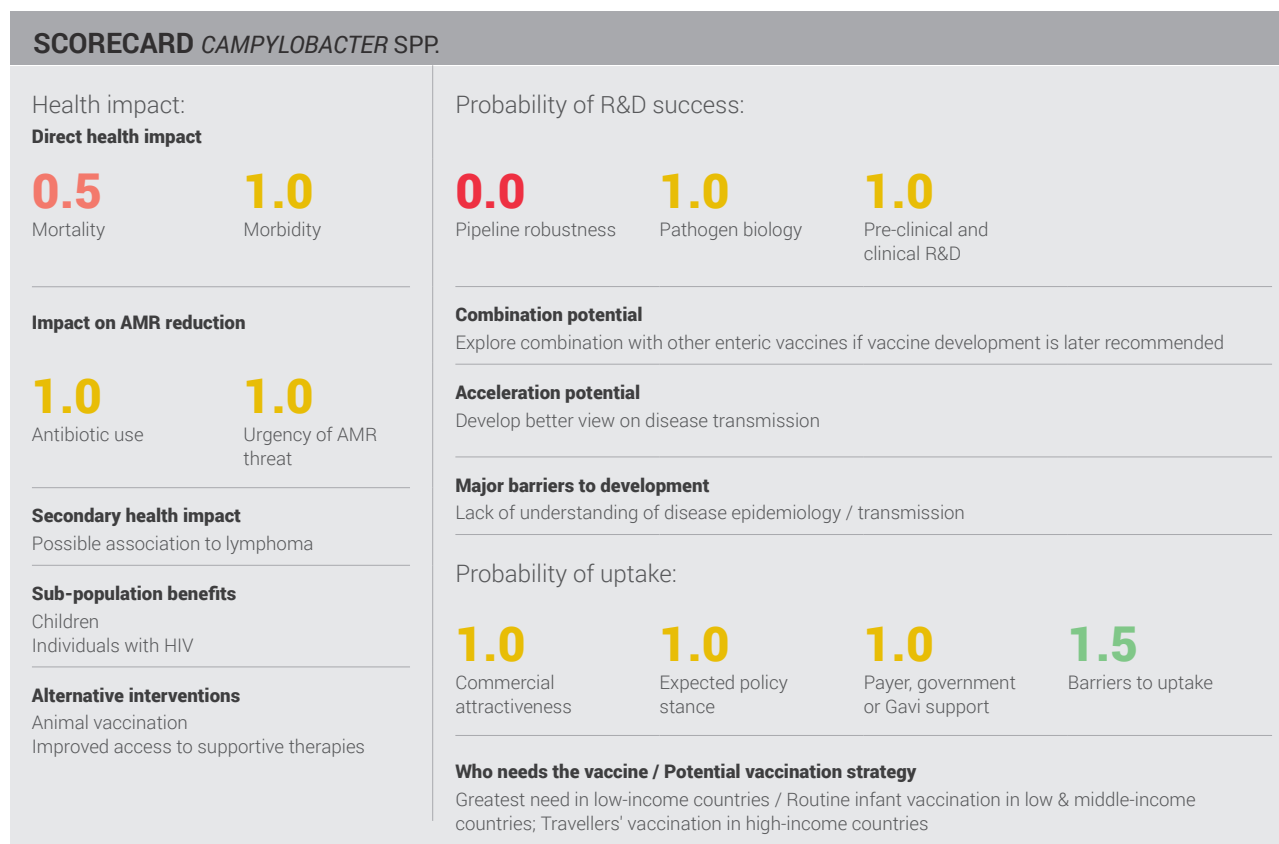 SCORECARD CAMPYLOBACTER SPP.
Health impact:
Direct health impact
0.5
Mortality
1.0
Morbidity
Impact on AMR reduction
1.0
Antibiotic use
1.0
Urgency of AMR
threat
Secondary health impact
Possible association to lymphoma
Sub-population benefits
Children
Individuals with HIV
Alternative interventions
Animal vaccination
Improved access to supportive therapies
Probability of R&D success:
0.0
Pipeline robustness
1.0
Pathogen biology
1.0
Pre-clinical and
clinical R&D
Combination potential
Explore combination with other enteric vaccines if vaccine development is later recommended
Acceleration potential
Develop better view on disease transmission
Major barriers to development
Lack of understanding of disease epidemiology / transmission
Probability of uptake:
1.0
Commercial
attractiveness
1.0
Expected policy
stance
1.0
Payer, government
or Gavi support
1.5
Barriers to uptake
Who needs the vaccine / Potential vaccination strategy
Greatest need in low-income countries / Routine infant vaccination in low & middle-income
countries; Travellers' vaccination in high-income countries